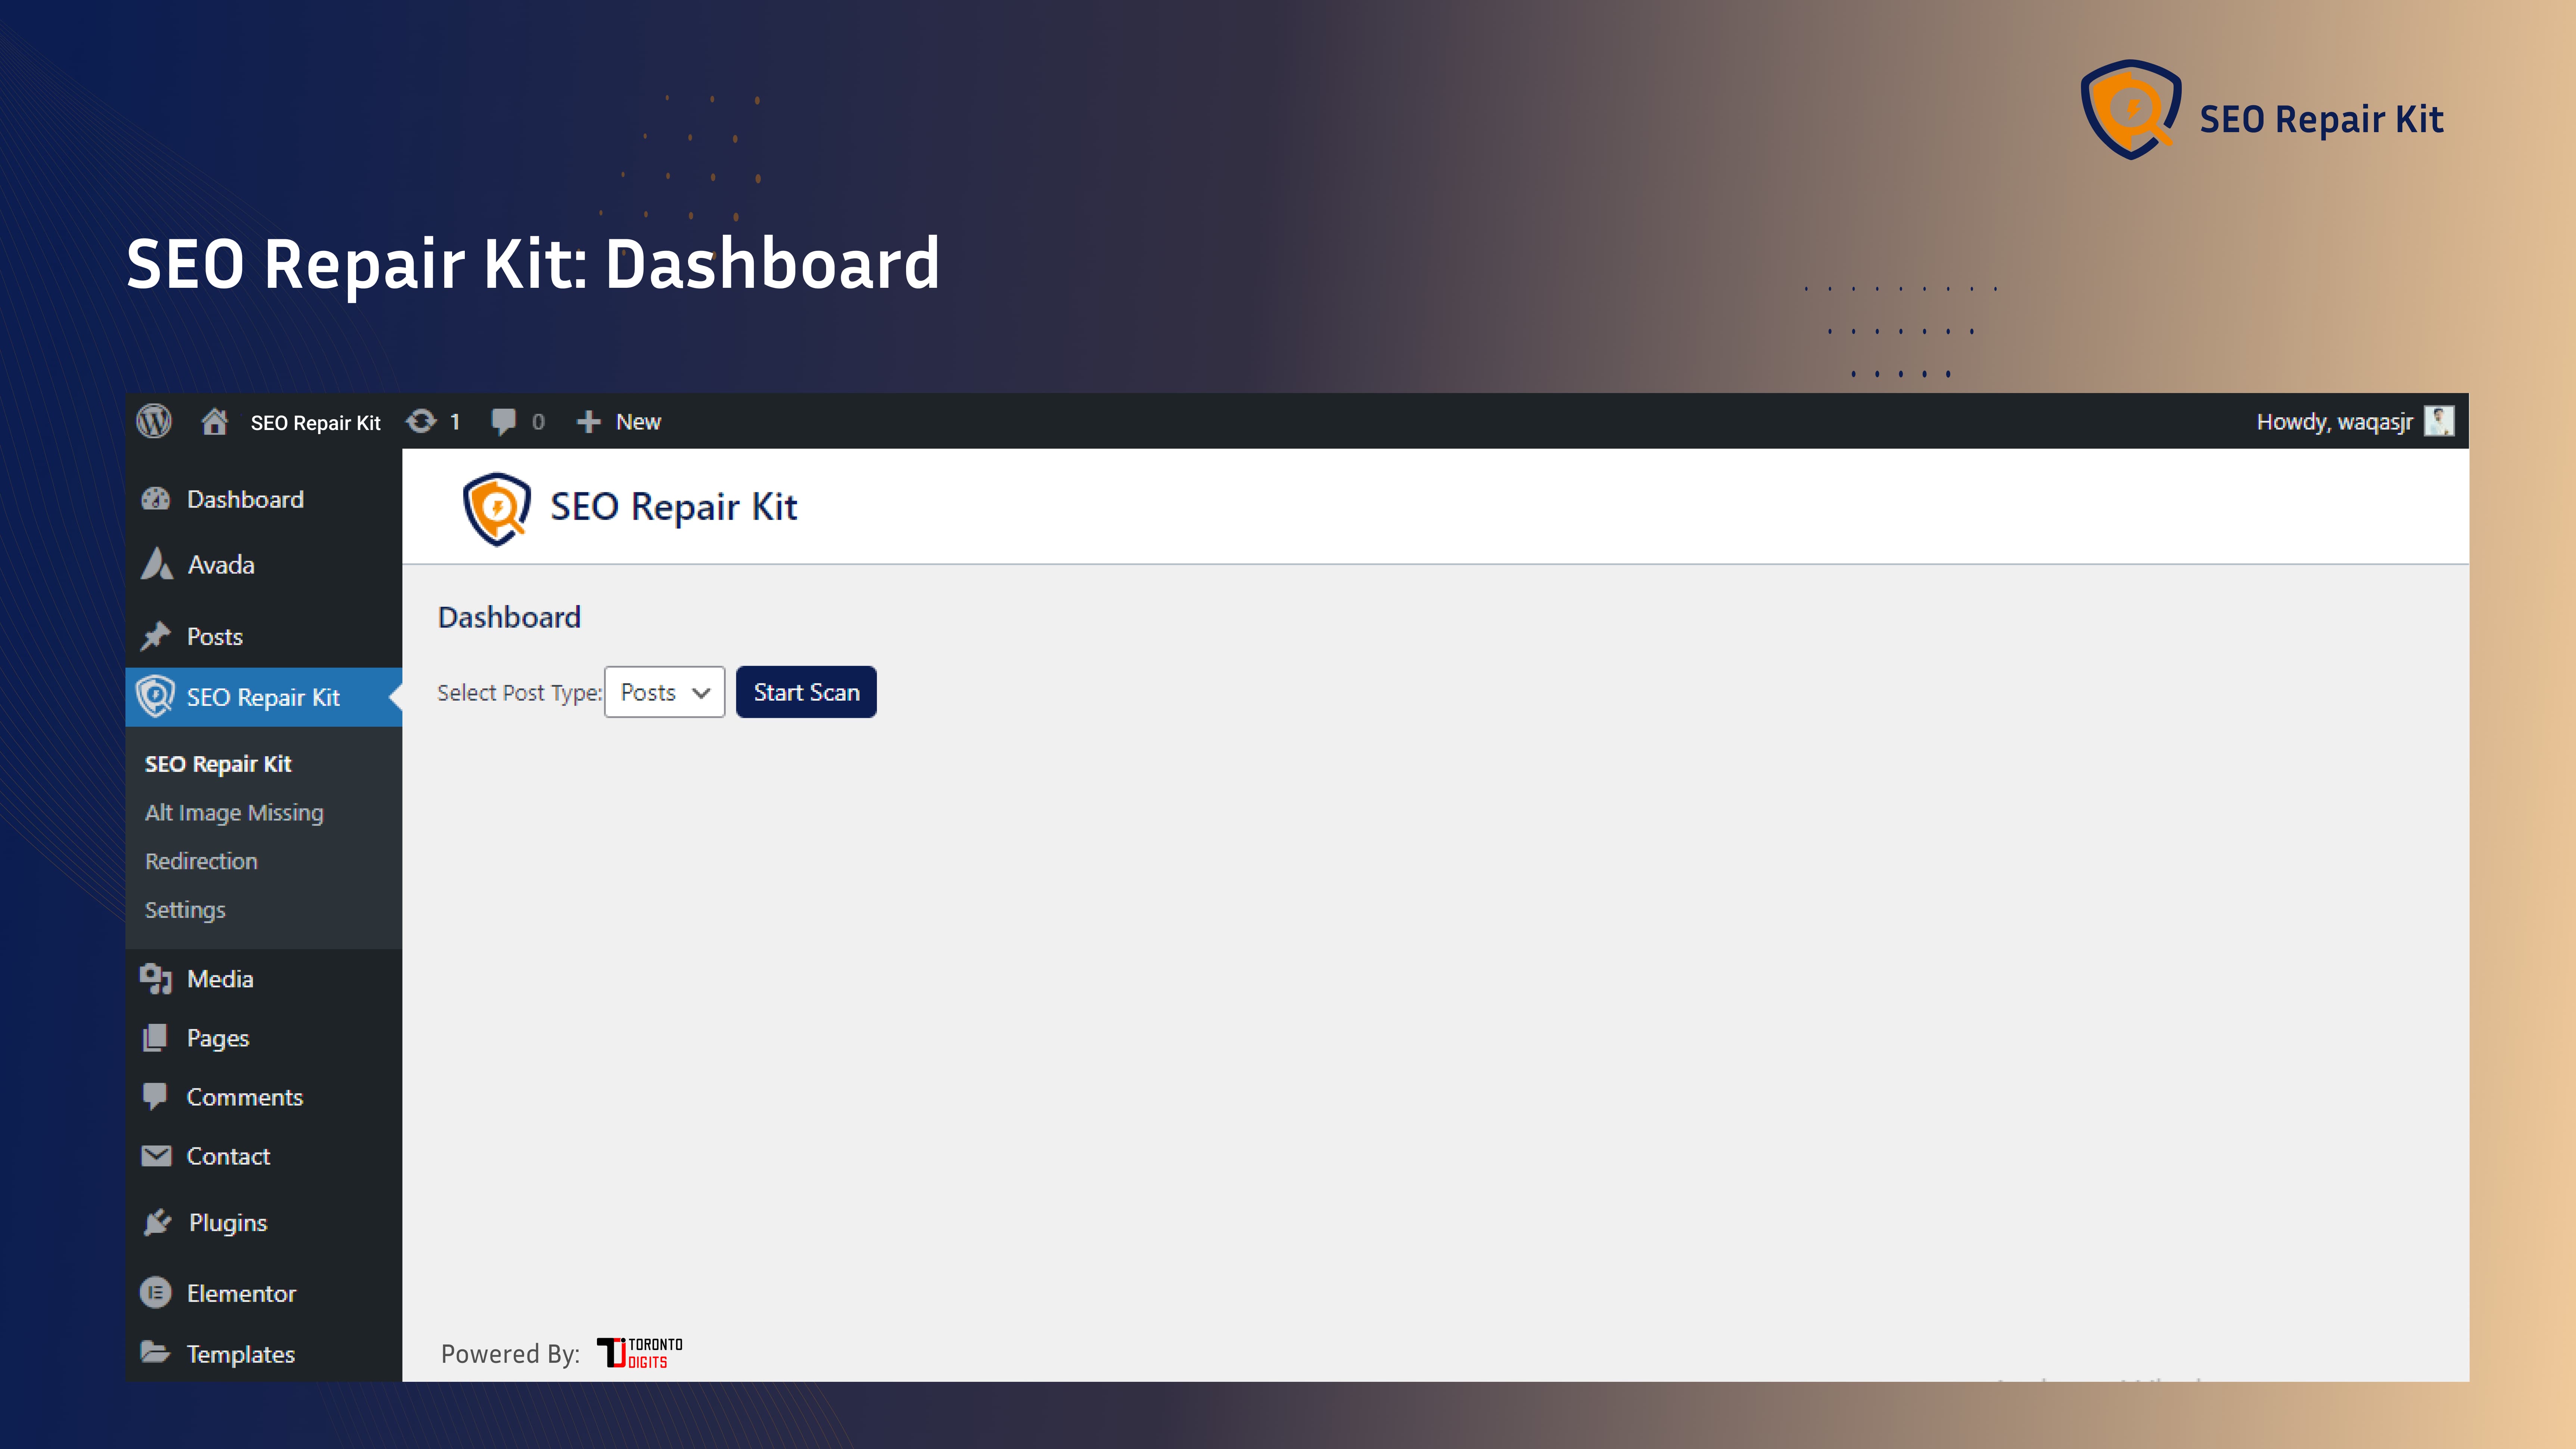 SEO Repair Kit
SEO Repair Kit: Dashboard
SEO Repair Kit 1 0 New Howdy, waqasjr
Dashboard
Avada
Posts
SEO Repair Kit
SEO Repair Kit
Alt Image Missing
Redirection
Settings
Media
Pages
Comments
Contact
Plugins
Elementor
Templates
SEO Repair Kit
Dashboard
Select Post Type: Posts Start Scan
Powered By: TORONTO
DIGITS